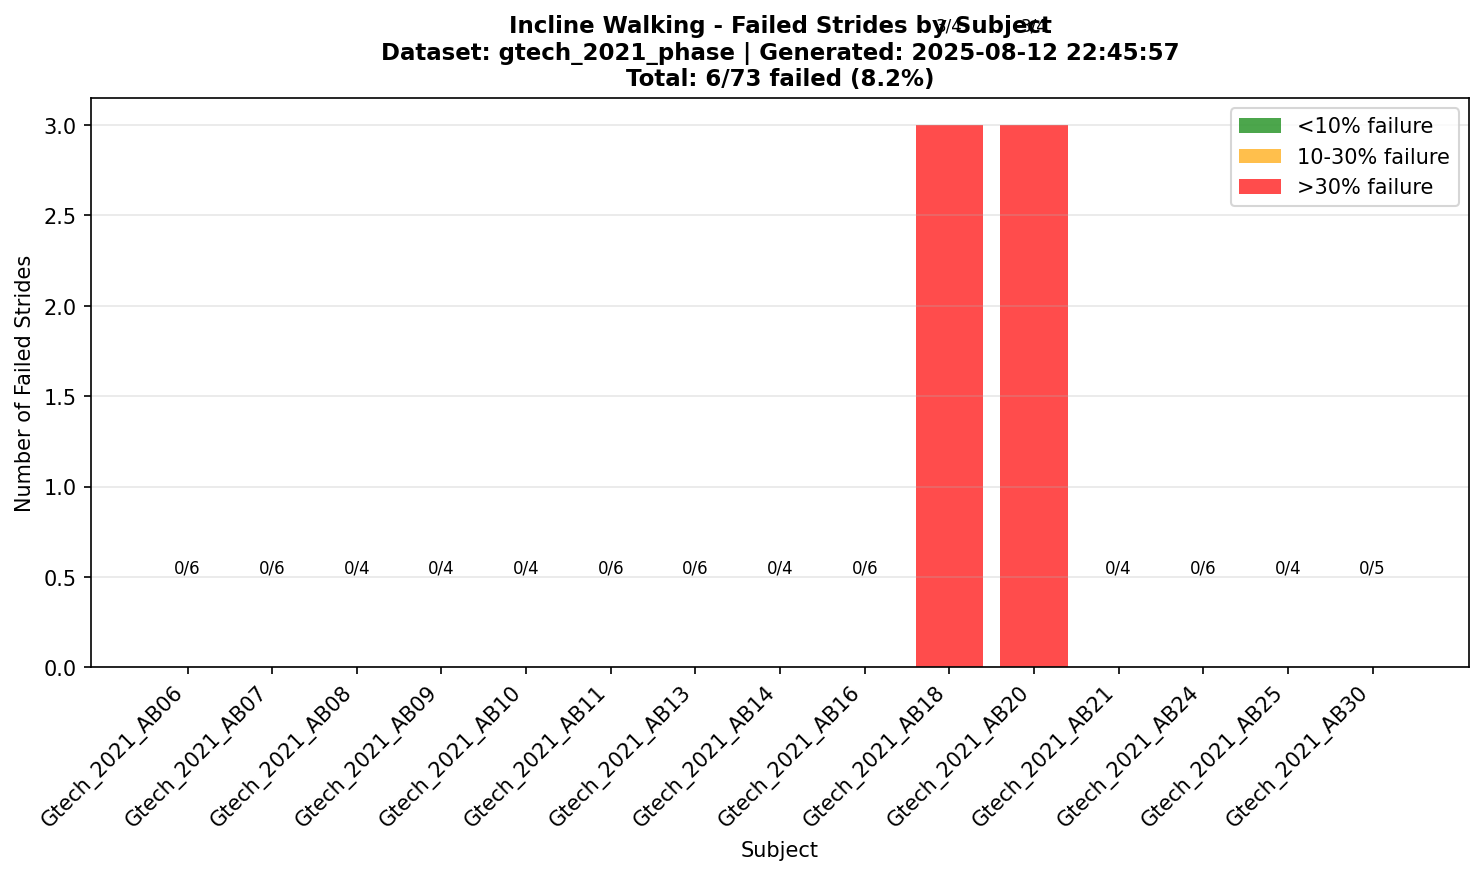 Incline Walking - Failed Strides by Subject
3/4 3/4
Dataset: gtech_2021_phase | Generated: 2025-08-12 22:45:57
Total: 6/73 failed (8.2%)
<10% failure
10-30% failure
>30% failure
Number of Failed Strides
3.0
2.5
2.0
1.5
1.0
0.5
0.0
0/6 0/6 0/4 0/4 0/4 0/6 0/6 0/4 0/6 0/4 0/6 0/4 0/5
Gtech_2021_AB06
Gtech_2021_AB07
Gtech_2021_AB08
Gtech_2021_AB09
Gtech_2021_AB10
Gtech_2021_AB11
Gtech_2021_AB13
Gtech_2021_AB14
Gtech_2021_AB16
Gtech_2021_AB18
Gtech_2021_AB20
Gtech_2021_AB21
Gtech_2021_AB24
Gtech_2021_AB25
Gtech_2021_AB30
Subject